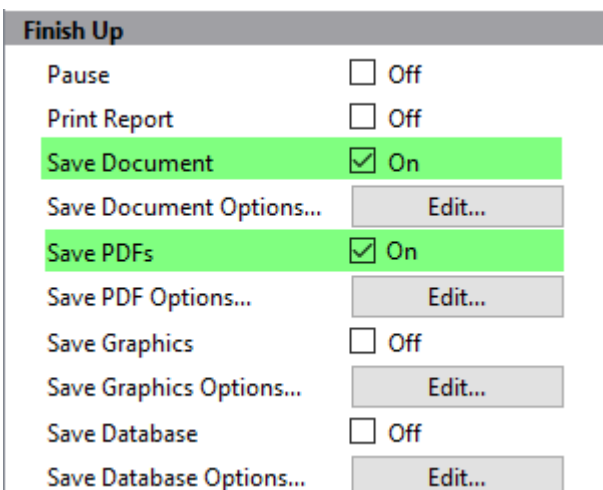 Finish Up
Pause Off
Print Report Off
Save Document On
Save Document Options... Edit...
Save PDFs On
Save PDF Options... Edit...
Save Graphics Off
Save Graphics Options... Edit...
Save Database Off
Save Database Options... Edit...